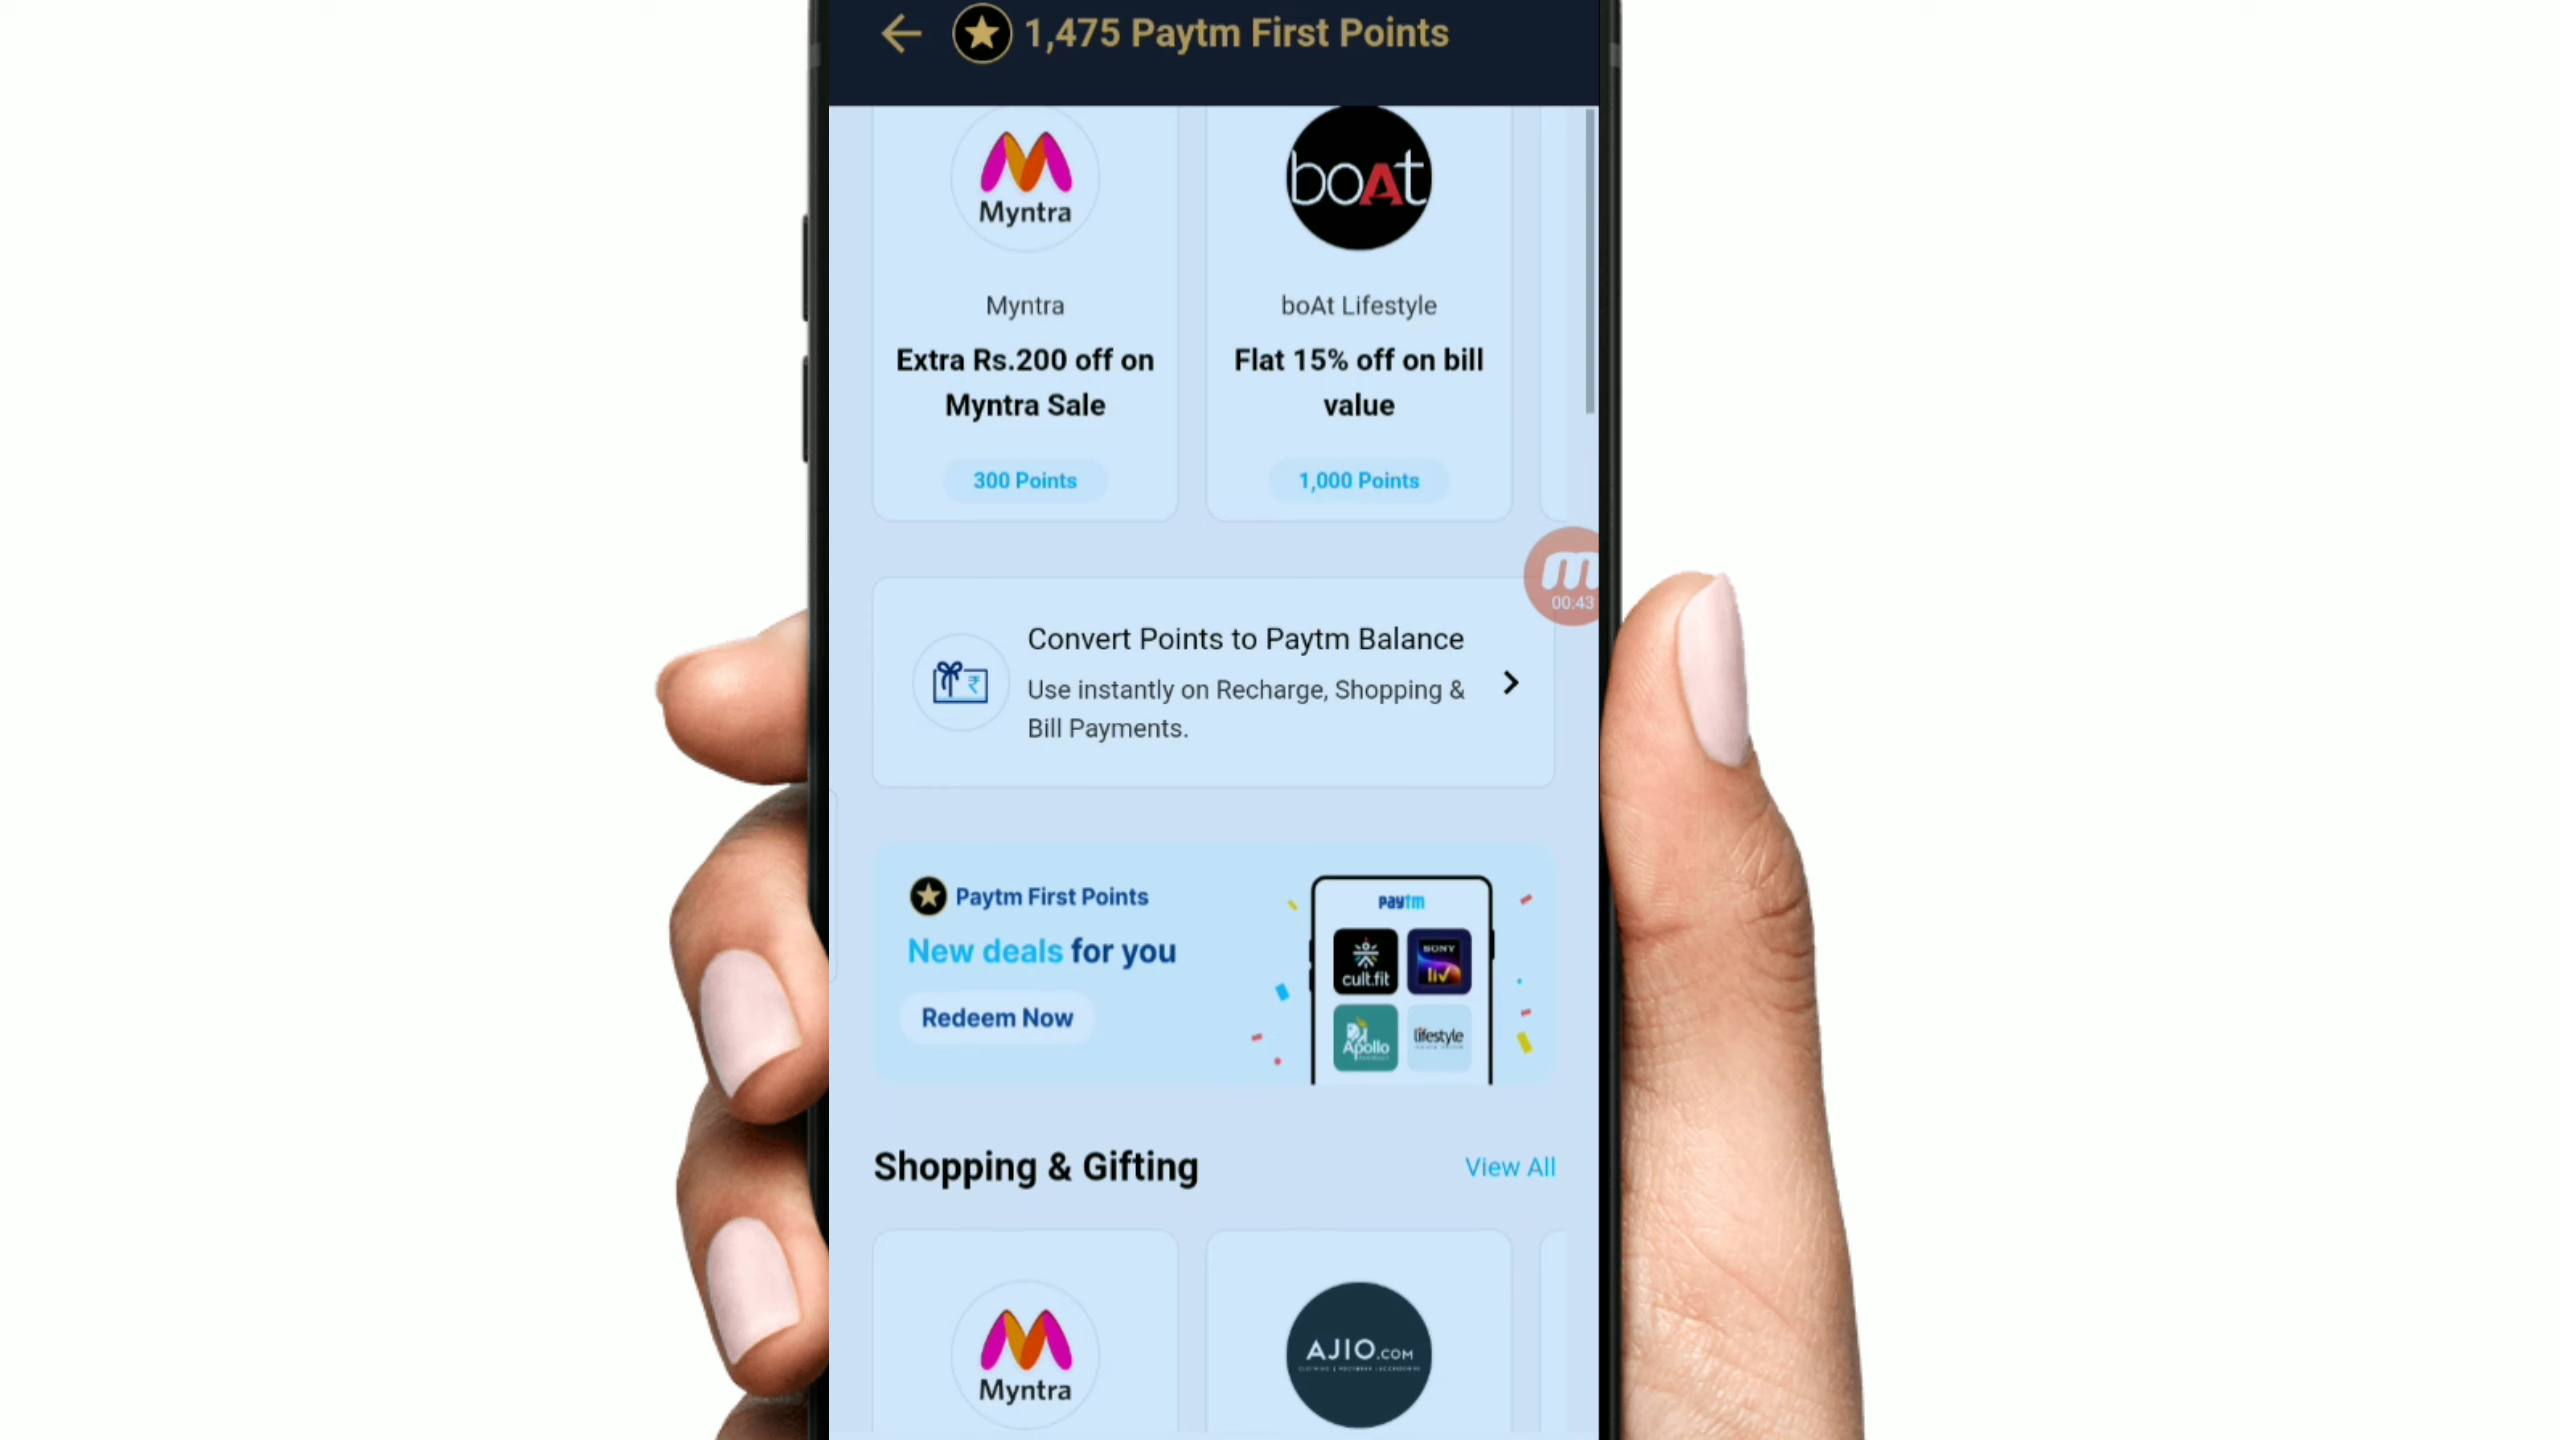 1,475 Paytm First Points
Myntra
boAt
Myntra
boAt Lifestyle
Extra Rs.200 off on
Myntra Sale
Flat 15% off on bill
value
300 Points
1,000 Points
00:43
Convert Points to Paytm Balance
Use instantly on Recharge, Shopping &
Bill Payments.
Paytm First Points
New deals for you
Redeem Now
paytm
cult.fit
SONY
liv
Apollo
lifestyle
Shopping & Gifting
View All
Myntra
AJIO.COM